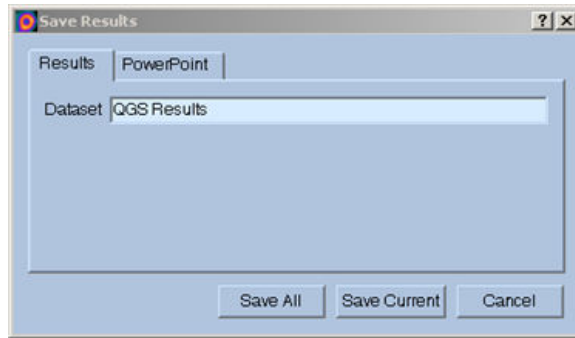 Save Results
? x
Results PowerPoint
Dataset QGS Results
Save All Save Current Cancel